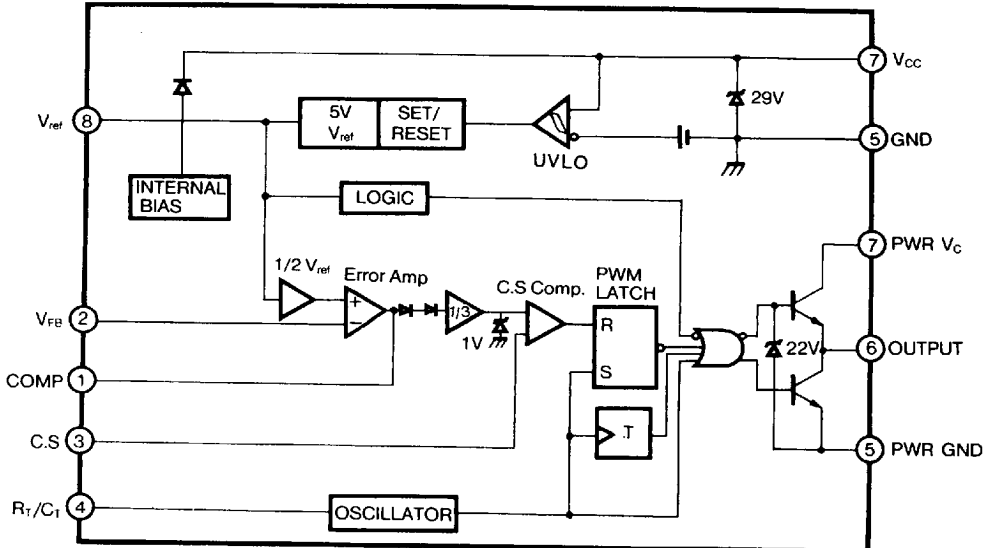 7 Vcc
29V
5V
Vref
SET/
RESET
Vref 8
UVLO
5 GND
INTERNAL
BIAS
LOGIC
7 PWR Vc
1/2 Vref
Error Amp
C.S Comp.
PWM
LATCH
+
−
1/3
1V
R
S
22V
VFB 2
6 OUTPUT
COMP 1
C.S 3
.T
5 PWR GND
RT/CT 4
OSCILLATOR